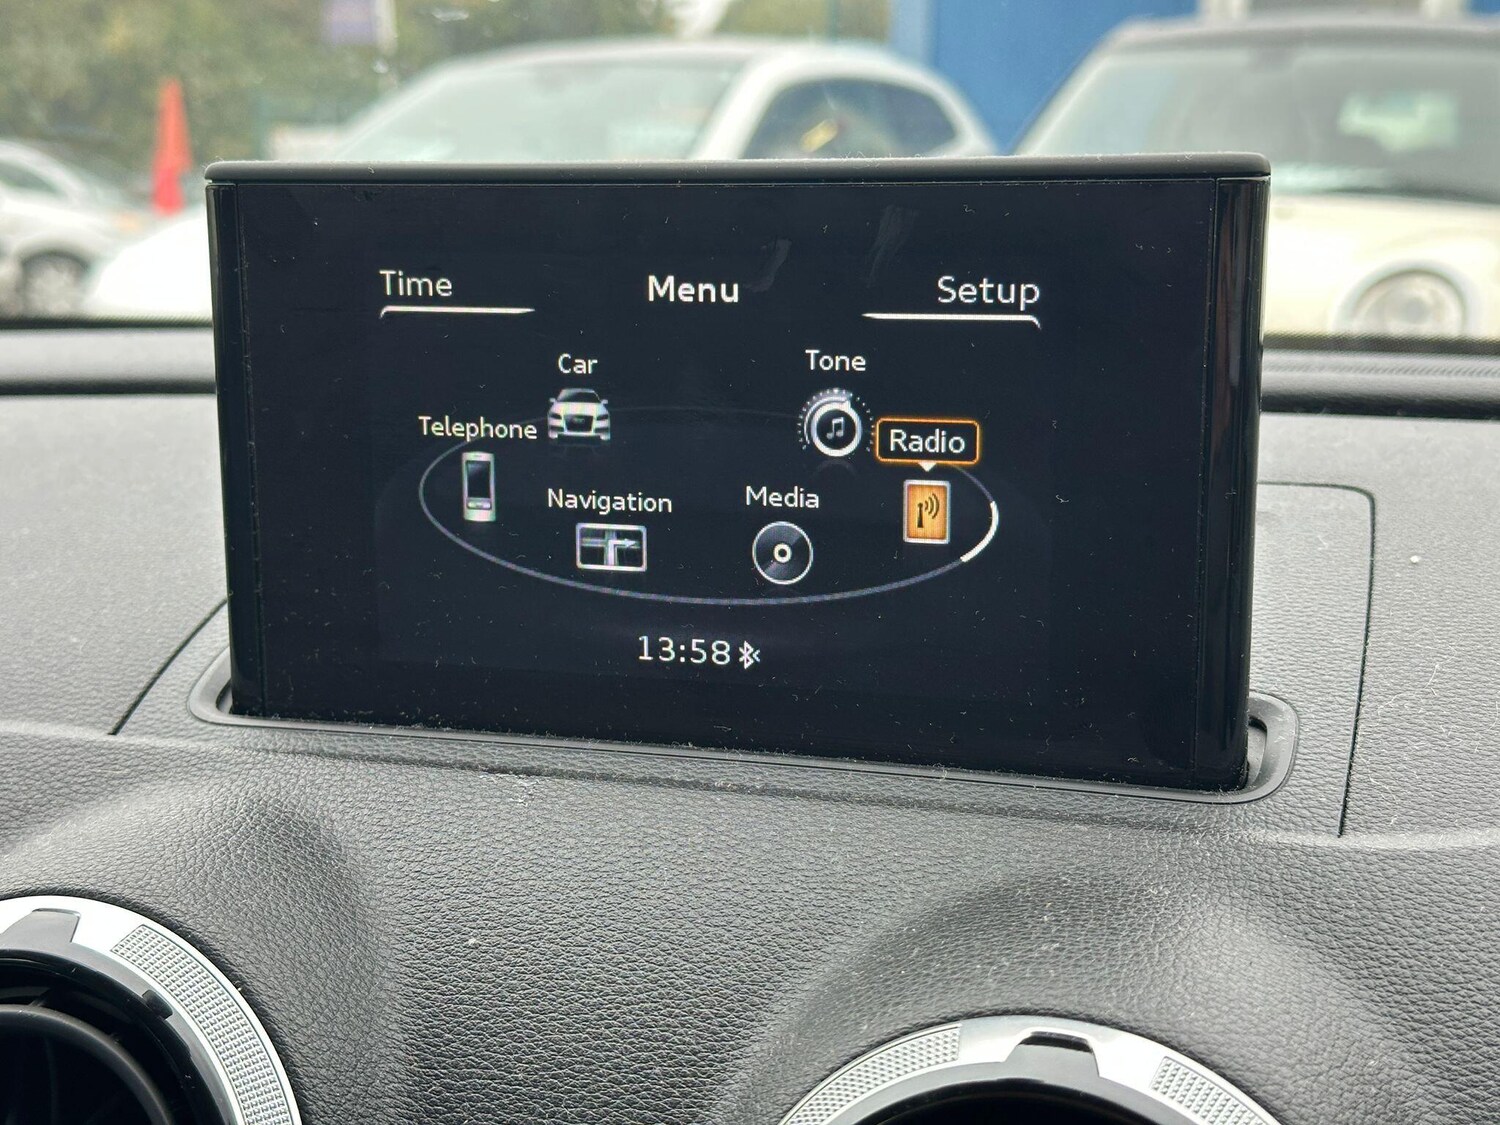 Time
Menu
Setup
Car
Tone
Telephone
Radio
Navigation
Media
13:58